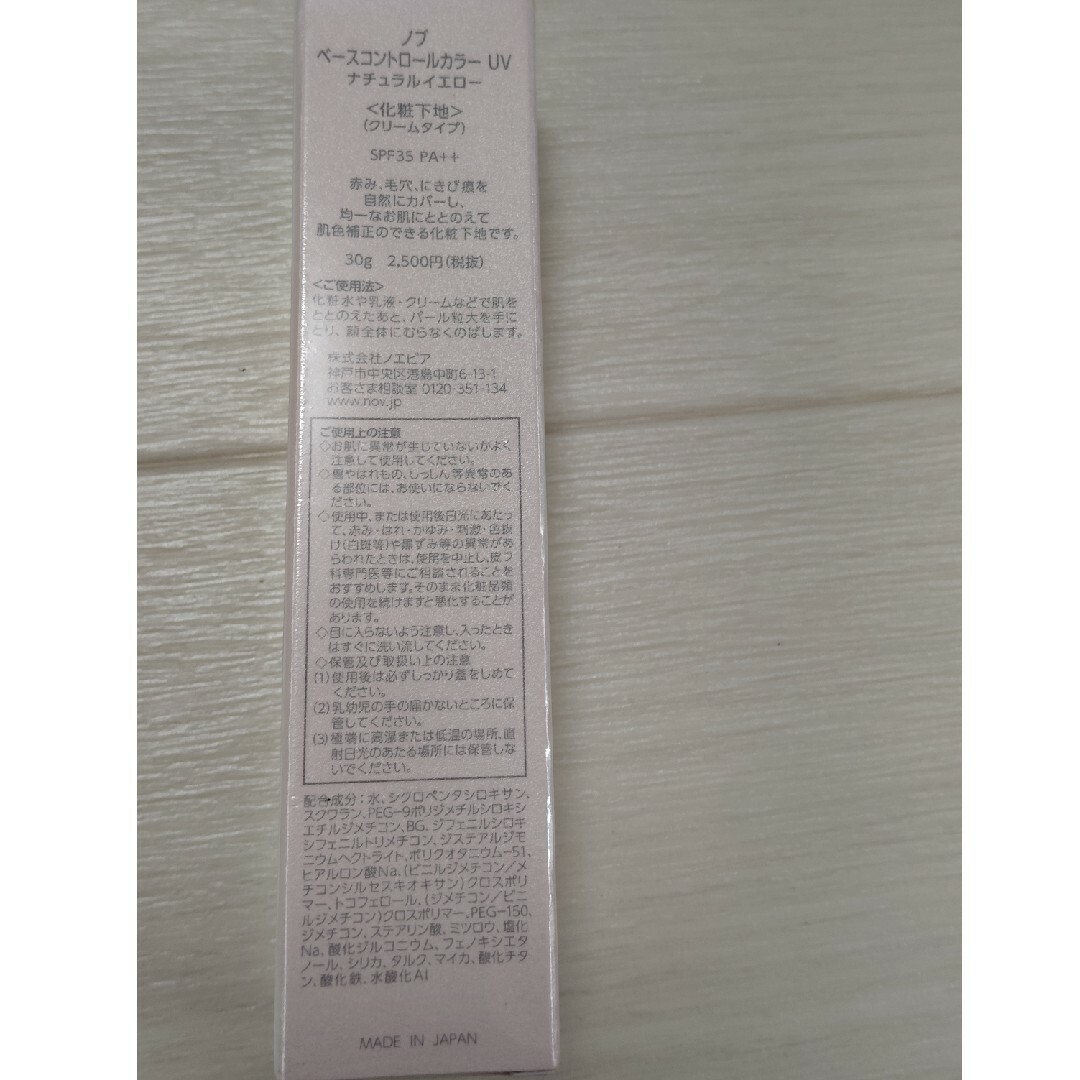 ノブ
ベースコントロールカラー UV
ナチュラルイエロー
＜化粧下地＞
(クリームタイプ)
SPF35 PA++
赤み、毛穴、にきび痕を
自然にカバーし、
均一なお肌にととのえて
肌色補正のできる化粧下地です。
30g 2,500円(税抜)
＜ご使用法＞
化粧水や乳液・クリームなどで肌を
ととのえたあと、パール粒大を手に
とり、顔全体にむらなくのばします。
株式会社ノエビア
神戸市中央区港島中町6-13-1
お客さま相談室 0120-351-134
www.nov.jp
ご使用上の注意
◇お肌に異常が生じていないかよく
注意して使用してください。
◇傷やはれもの、しっしん等異常のあ
る部位には、お使いにならないでく
ださい。
◇使用中、または使用後日光にあたっ
て、赤み・はれ・かゆみ・刺激・色抜
け(白斑等)や黒ずみ等の異常があ
らわれたときは、使用を中止し、皮フ
科専門医等にご相談されることを
おすすめします。そのまま化粧品類
の使用を続けますと悪化することが
あります。
◇目に入らないよう注意し、入ったとき
はすぐに洗い流してください。
◇保管及び取扱い上の注意
(1)使用後は必ずしっかり蓋をしめて
ください。
(2)乳幼児の手の届かないところに保
管してください。
(3)極端に高温または低温の場所、直
射日光のあたる場所には保管しな
いでください。
配合成分：水、シクロペンタシロキサン、
スクワラン、PEG-9ポリジメチルシロキシ
エチルジメチコン、BG、ジフェニルシロキ
シフェニルトリメチコン、ジステアルジモ
ニウムヘクトライト、ポリクオタニウム-51、
ヒアルロン酸Na、(ビニルジメチコン／メ
チコンシルセスキオキサン)クロスポリ
マー、トコフェロール、(ジメチコン／ビニ
ルジメチコン)クロスポリマー、PEG-150、
ジメチコン、ステアリン酸、ミツロウ、塩化
Na、酸化ジルコニウム、フェノキシエタ
ノール、シリカ、タルク、マイカ、酸化チタ
ン、酸化鉄、水酸化Al
MADE IN JAPAN